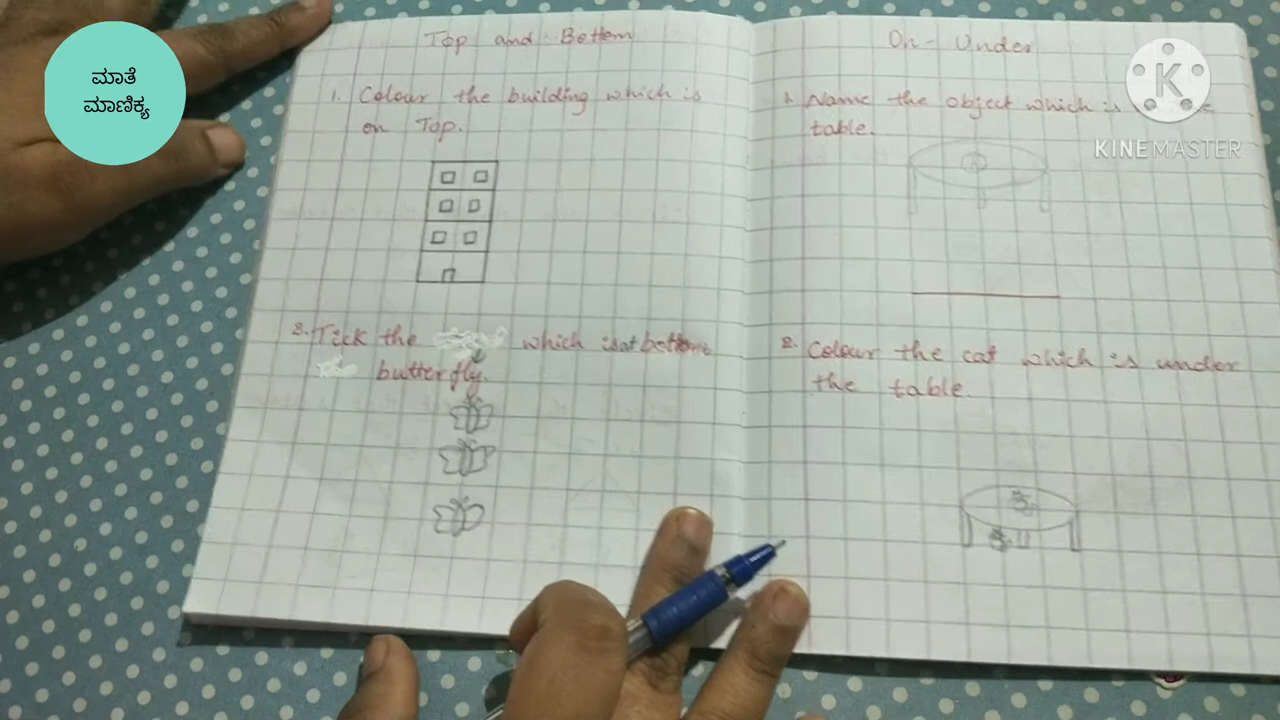 ಮಾತೆ
ಮಾಣಿಕ್ಯ
Top and Bottom
1. Colour the building which is
on Top.
2. Tick the which is at bottom
butterfly.
On - Under
1. Name the object which is
table.
2. Colour the cat which is under
the table.
K
KINEMASTER